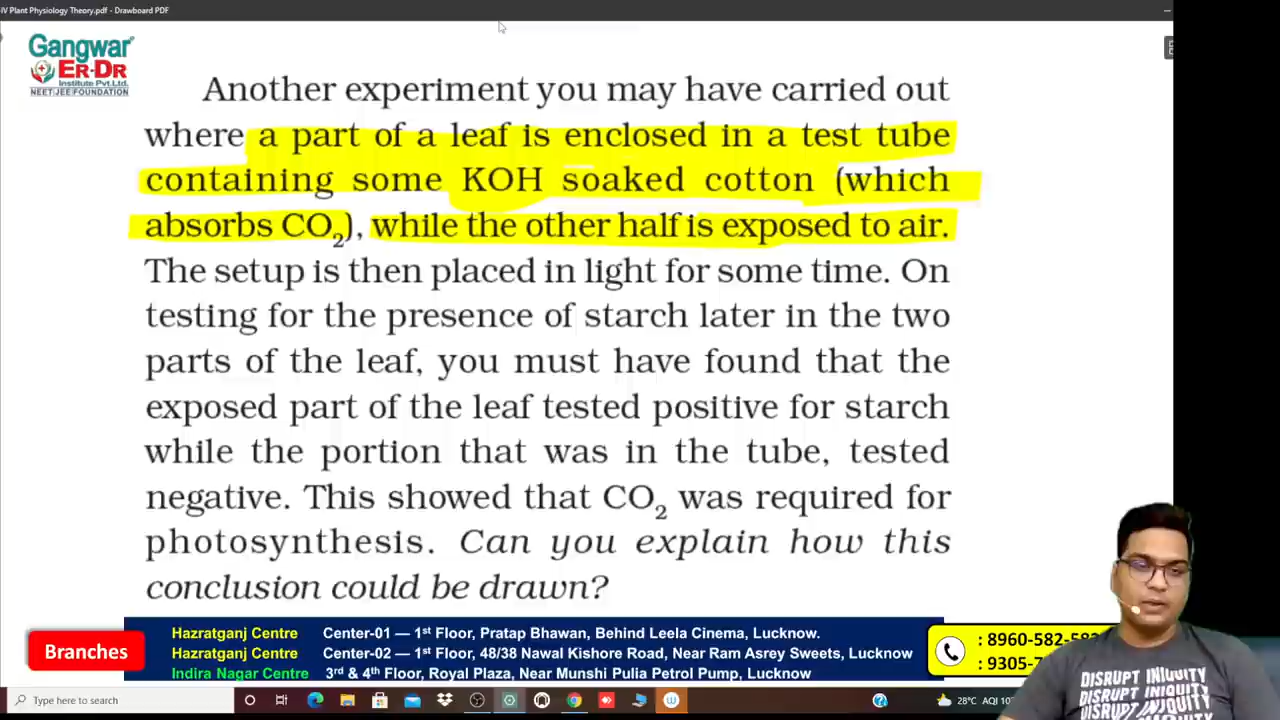 -IV Plant Physiology Theory.pdf - Drawboard PDF
Gangwar
ER-DR
Institute Pvt.Ltd.
NEET JEE FOUNDATION
Another experiment you may have carried out
where a part of a leaf is enclosed in a test tube
containing some KOH soaked cotton (which
absorbs CO₂), while the other half is exposed to air.
The setup is then placed in light for some time. On
testing for the presence of starch later in the two
parts of the leaf, you must have found that the
exposed part of the leaf tested positive for starch
while the portion that was in the tube, tested
negative. This showed that CO₂ was required for
photosynthesis. Can you explain how this
conclusion could be drawn?
Branches
Hazratganj Centre Center-01 — 1st Floor, Pratap Bhawan, Behind Leela Cinema, Lucknow.
Hazratganj Centre Center-02 — 1st Floor, 48/38 Nawal Kishore Road, Near Ram Asrey Sweets, Lucknow
Indira Nagar Centre 3rd & 4th Floor, Royal Plaza, Near Munshi Pulia Petrol Pump, Lucknow
: 8960-582-
: 9305-
DISRUPT INIQUITY
DISRUPT INIQUITY
DISRUPT INIQUITY
Type here to search
28°C AQI